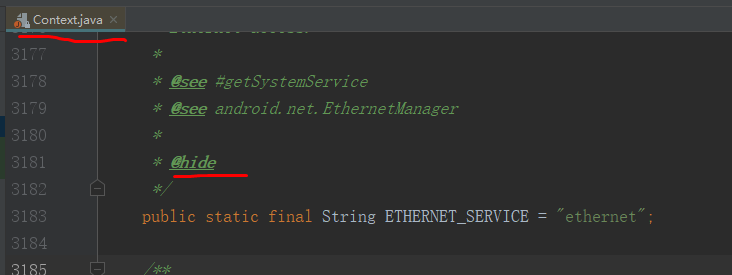 Context.java ×
3177 *
3178 * @see #getSystemService
3179 * @see android.net.EthernetManager
3180 *
3181 * @hide
3182 */
3183 public static final String ETHERNET_SERVICE = "ethernet";
3184
3185 /**